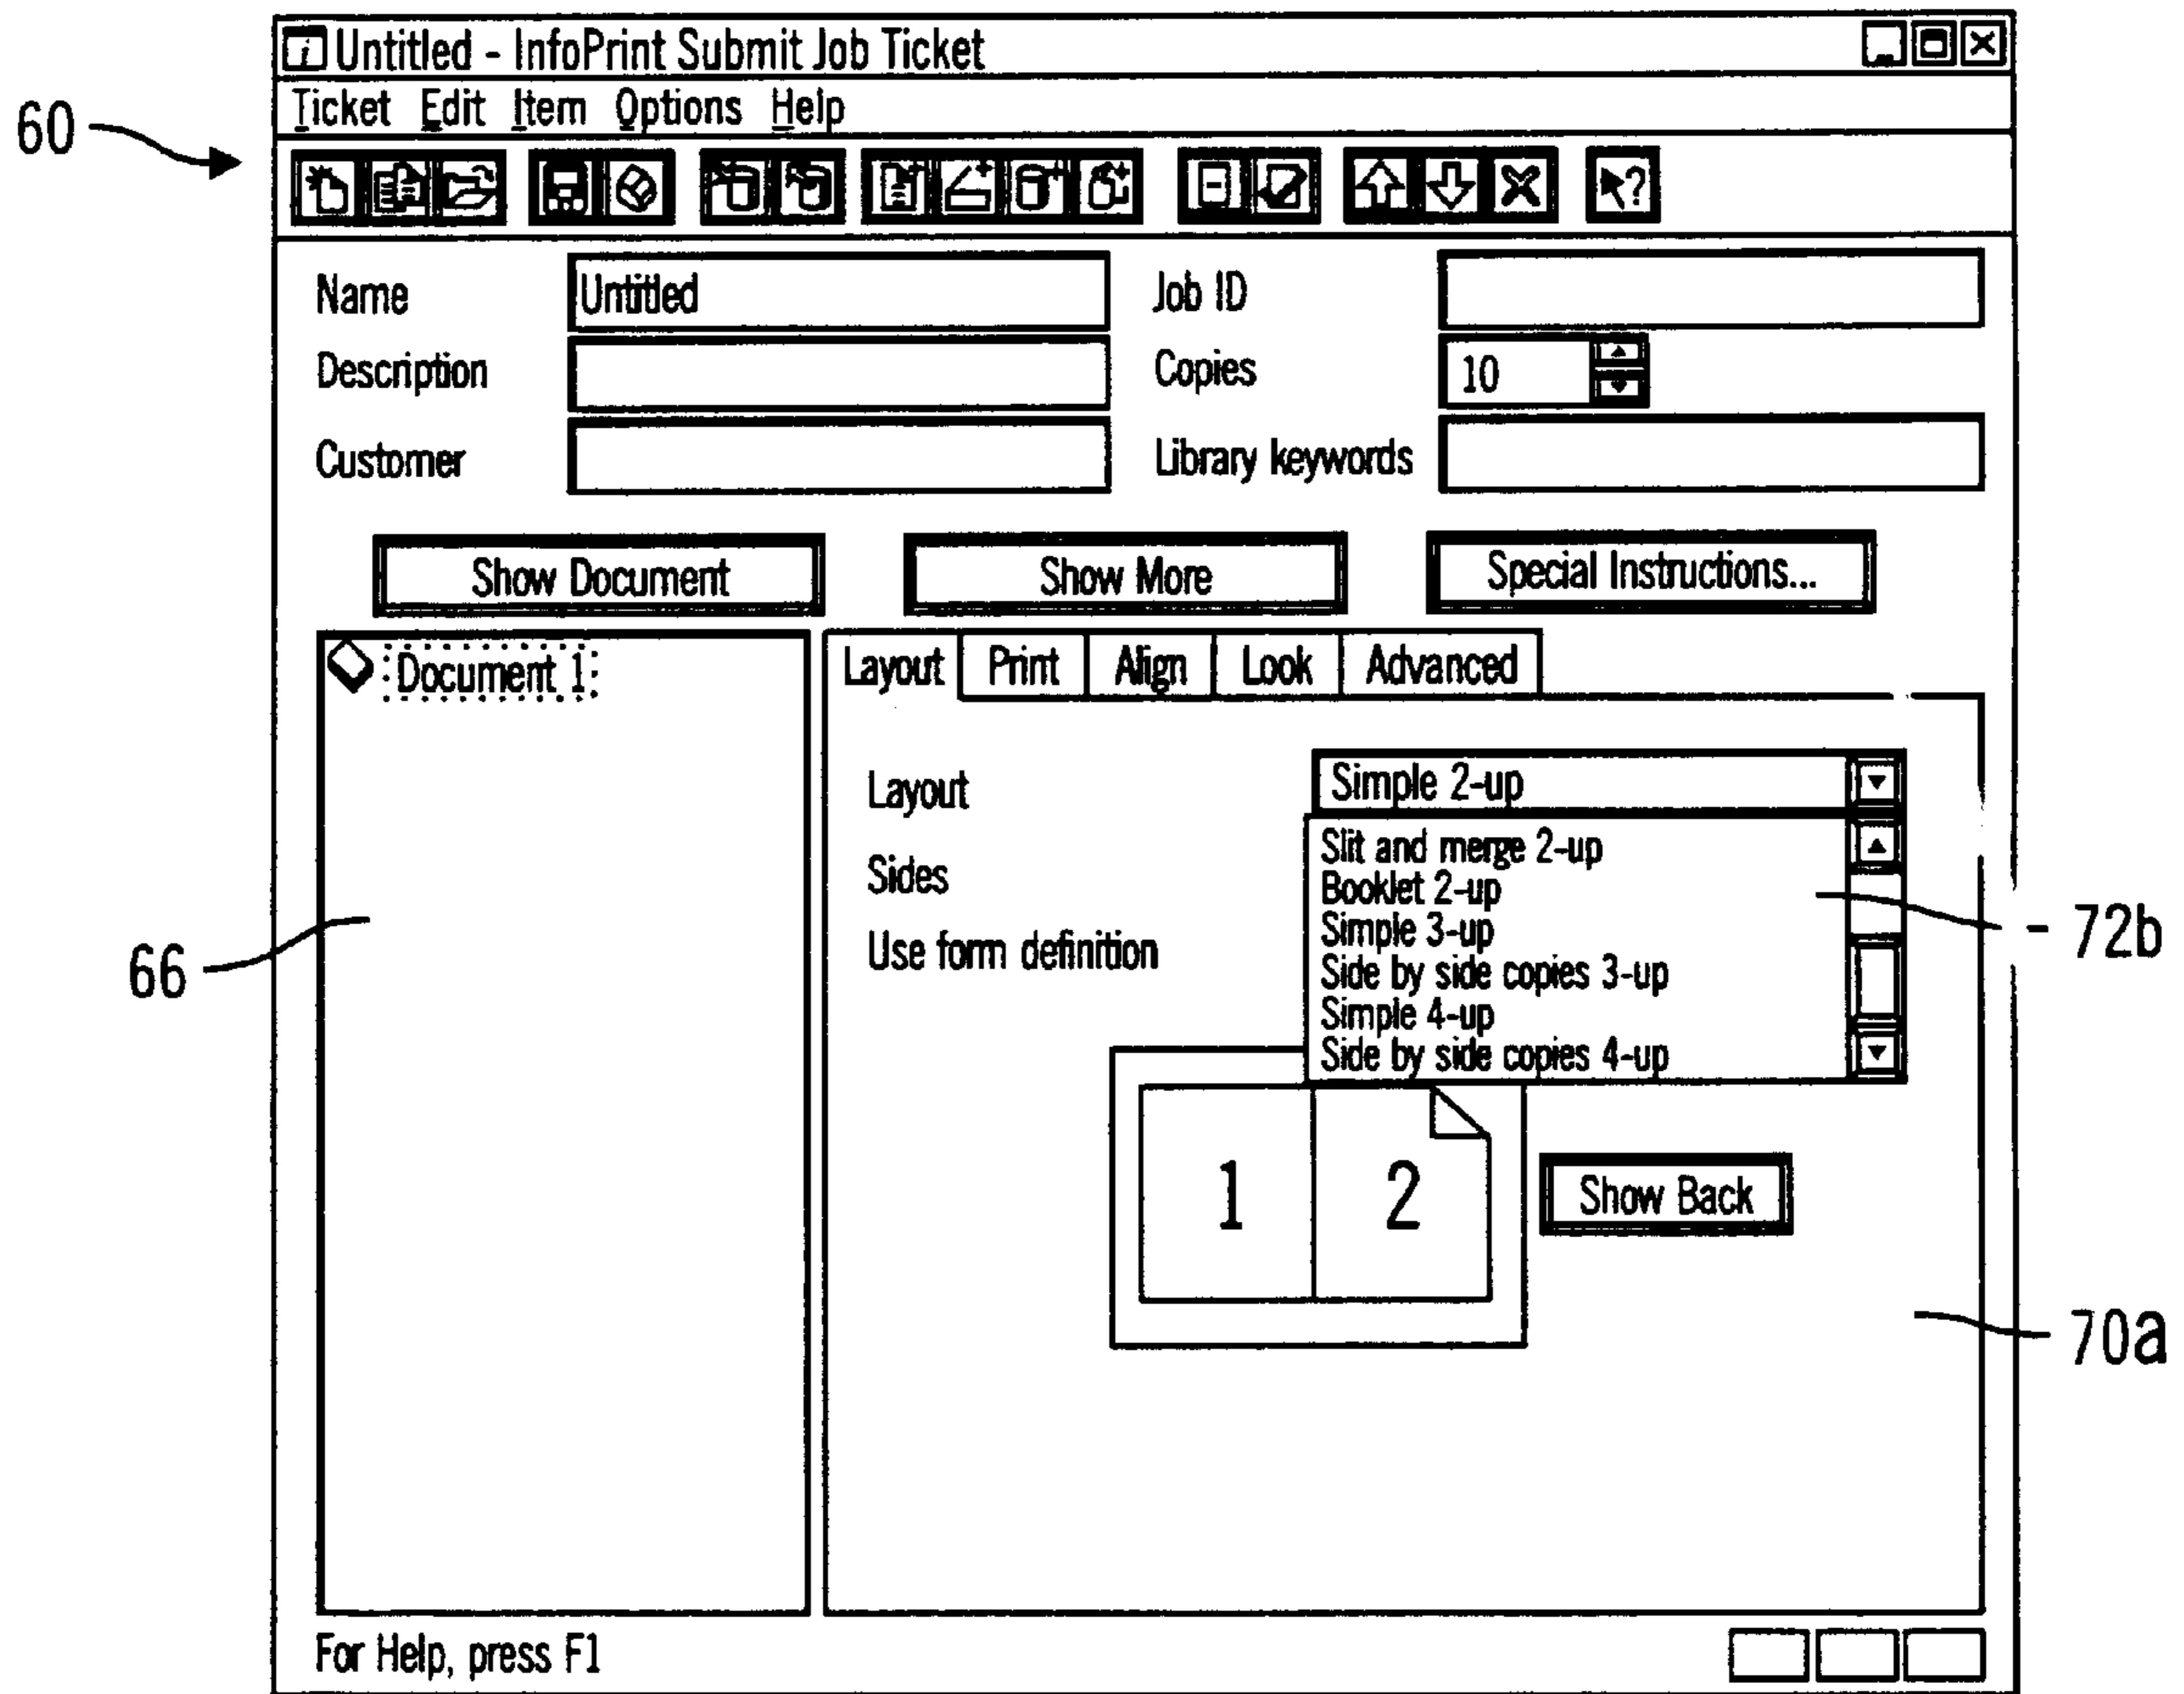 Untitled - InfoPrint Submit Job Ticket
Ticket Edit Item Options Help
60
Name Untitled Job ID
Description Copies 10
Customer Library keywords
Show Document Show More Special Instructions...
Document 1 Layout Print Align Look Advanced
Layout Simple 2-up
Slit and merge 2-up
Sides
Booklet 2-up
Simple 3-up
72b
Use form definition
66
Side by side copies 3-up
Simple 4-up
Side by side copies 4-up
1 2 Show Back
70a
For Help, press F1